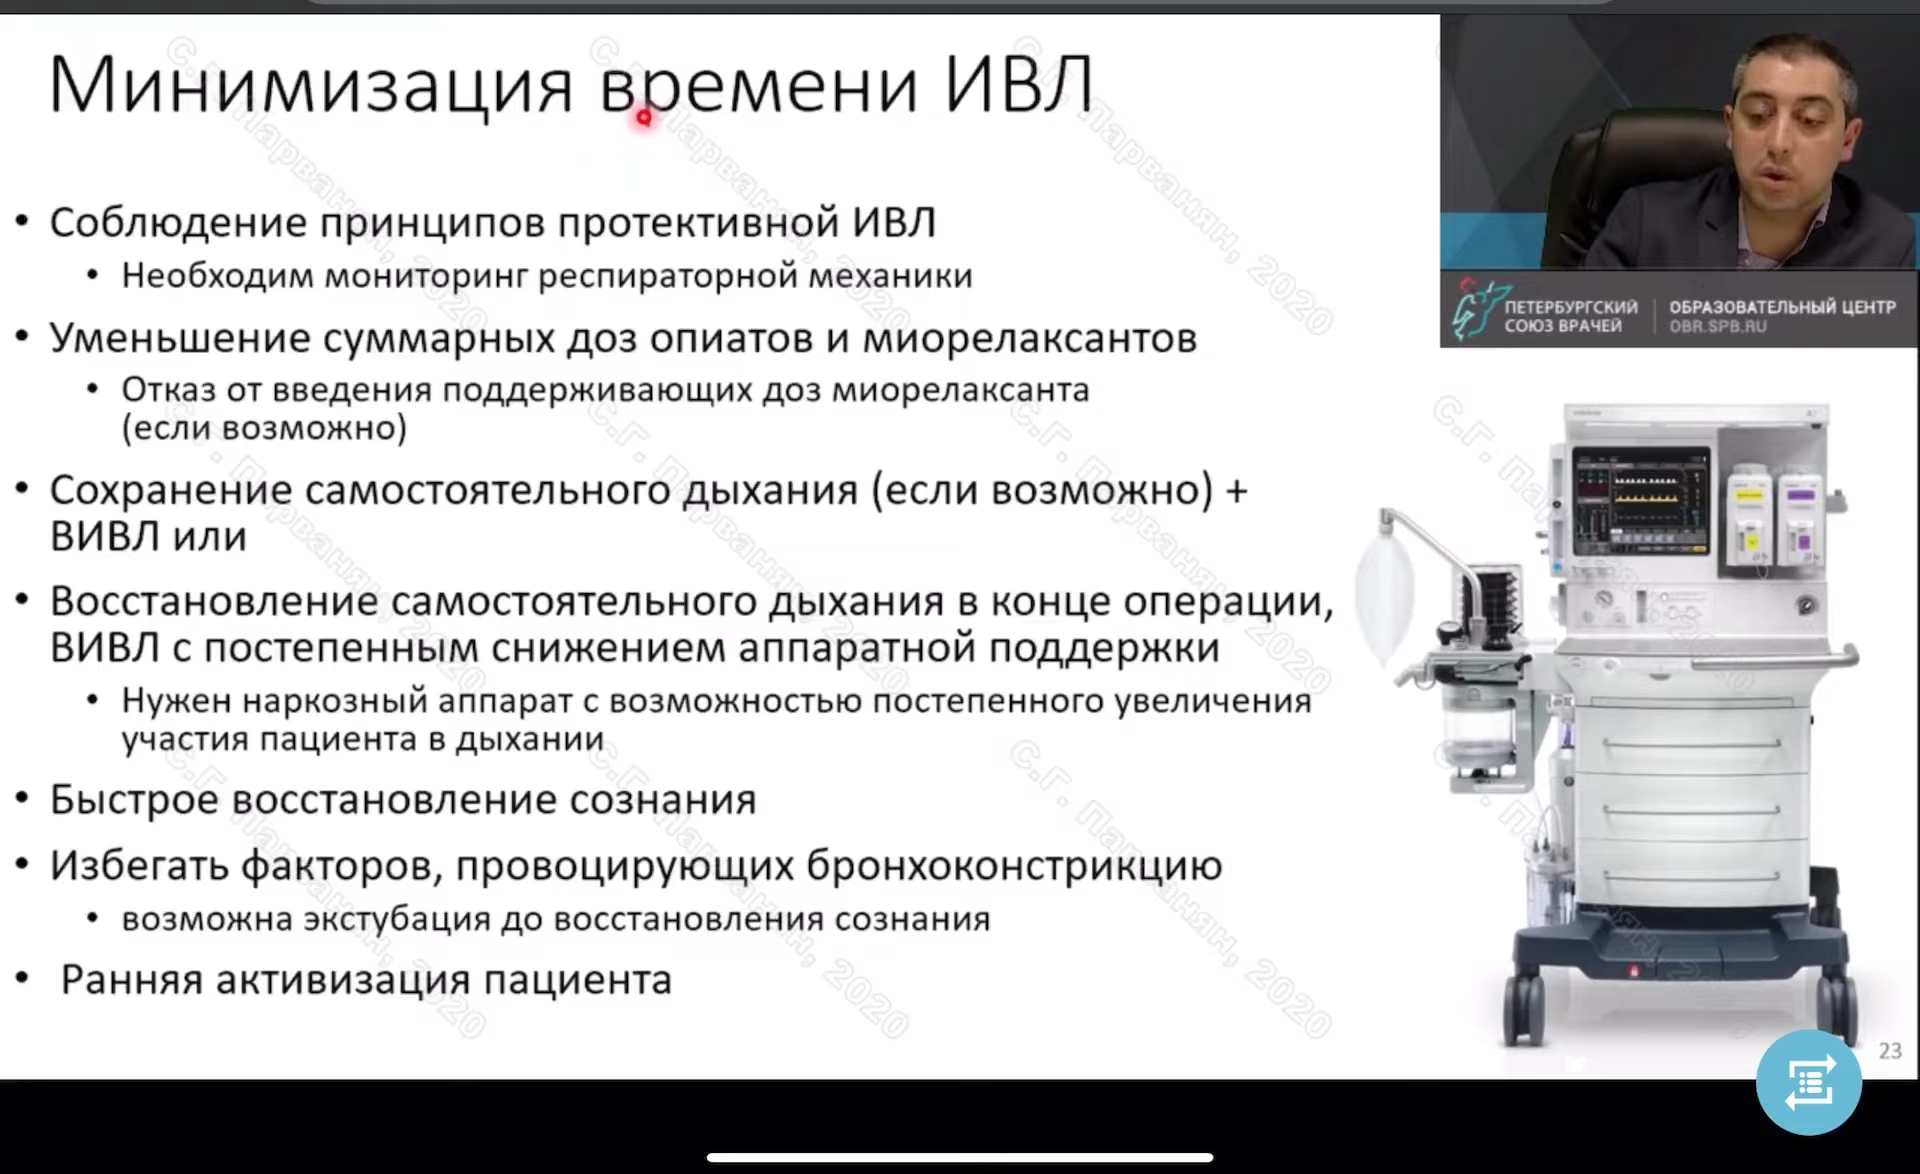 Минимизация времени ИВЛ
• Соблюдение принципов протективной ИВЛ
• Необходим мониторинг респираторной механики
• Уменьшение суммарных доз опиатов и миорелаксантов
• Отказ от введения поддерживающих доз миорелаксанта
(если возможно)
• Сохранение самостоятельного дыхания (если возможно) +
ВИВЛ или
• Восстановление самостоятельного дыхания в конце операции,
ВИВЛ с постепенным снижением аппаратной поддержки
• Нужен наркозный аппарат с возможностью постепенного увеличения
участия пациента в дыхании
• Быстрое восстановление сознания
• Избегать факторов, провоцирующих бронхоконстрикцию
• возможна экстубация до восстановления сознания
• Ранняя активизация пациента
ПЕТЕРБУРГСКИЙ
СОЮЗ ВРАЧЕЙ
ОБРАЗОВАТЕЛЬНЫЙ ЦЕНТР
OBR.SPB.RU
23
С.Г. Парванян, 2020